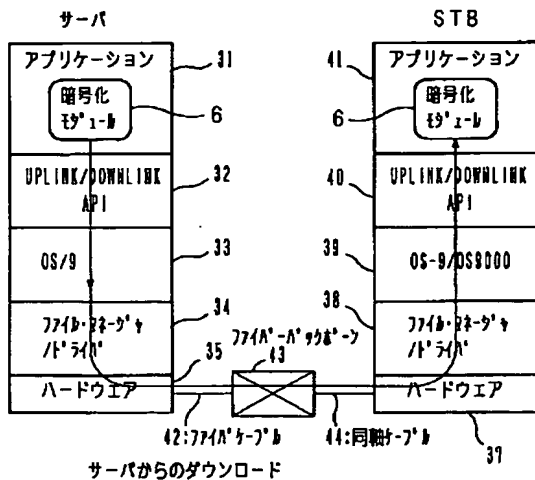 サーバ
STB
アプリケーション
31
暗号化
ﾓｼﾞｭｰﾙ
6
UPLINK/DOWNLINK
API
32
OS/9
33
ﾌｧｲﾙ・ﾏﾈｰｼﾞｬ
/ﾄﾞﾗｲﾊﾞ
34
ハードウエア
35
ﾌｧｲﾊﾞｰﾊﾞｯｸﾎﾞｰﾝ
43
42:ﾌｧｲﾊﾞｹｰﾌﾞﾙ
44:同軸ｹｰﾌﾞﾙ
41
アプリケーション
暗号化
ﾓｼﾞｭｰﾙ
6
40
UPLINK/DOWNLINK
API
39
OS-9/OS9000
38
ﾌｧｲﾙ・ﾏﾈｰｼﾞｬ
/ﾄﾞﾗｲﾊﾞ
ハードウエア
37
サーバからのダウンロード